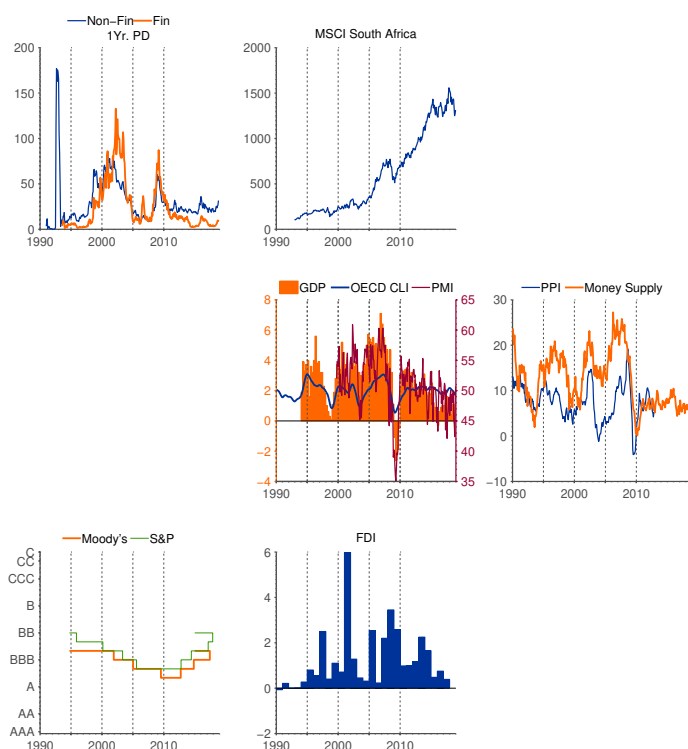 Non−Fin Fin
1Yr. PD
200
150
100
50
0
1990 2000 2010
MSCI South Africa
2000
1500
1000
500
0
1990 2000 2010
GDP OECD CLI PMI
8
6
4
2
0
−2
−4
65
60
55
50
45
40
35
1990 2000 2010
PPI Money Supply
30
20
10
0
−10
1990 2000 2010
Moody's S&P
C
CC
CCC
B
BB
BBB
A
AA
AAA
1990 2000 2010
FDI
6
4
2
0
−2
1990 2000 2010